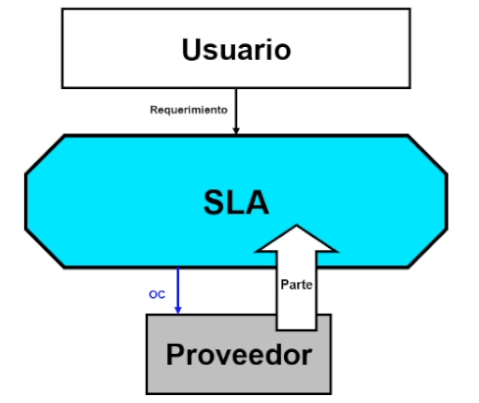 Usuario
Requerimiento
SLA
Parte
OC
Proveedor